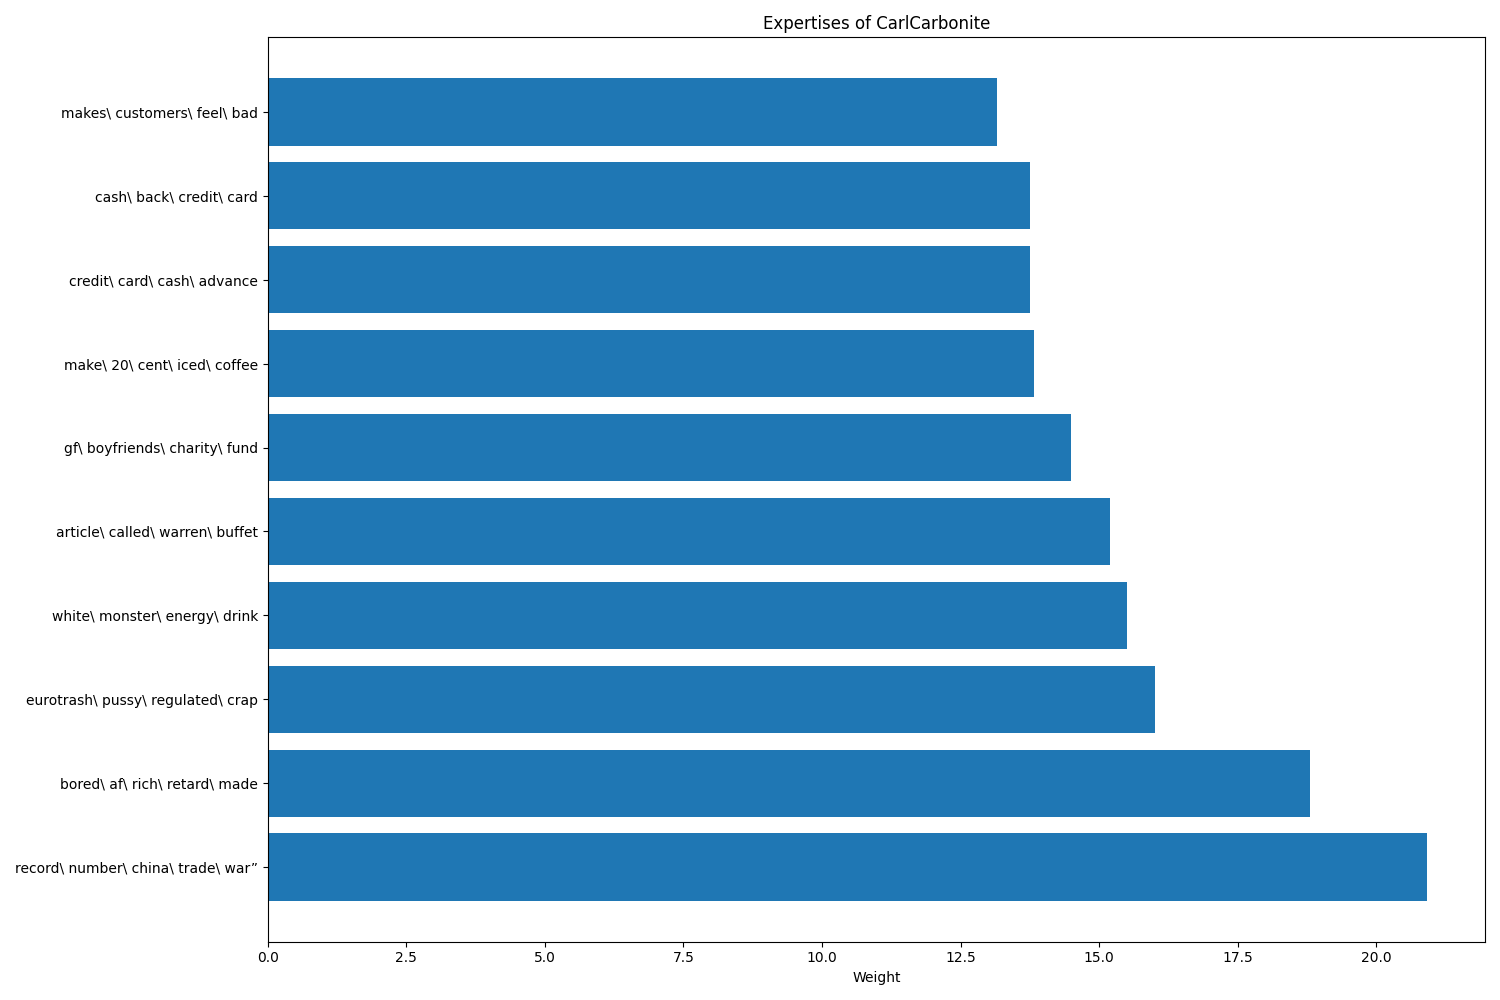 Expertises of CarlCarbonite
makes\ customers\ feel\ bad
cash\ back\ credit\ card
credit\ card\ cash\ advance
make\ 20\ cent\ iced\ coffee
gf\ boyfriends\ charity\ fund
article\ called\ warren\ buffet
white\ monster\ energy\ drink
eurotrash\ pussy\ regulated\ crap
bored\ af\ rich\ retard\ made
record\ number\ china\ trade\ war”
0.0 2.5 5.0 7.5 10.0 12.5 15.0 17.5 20.0
Weight